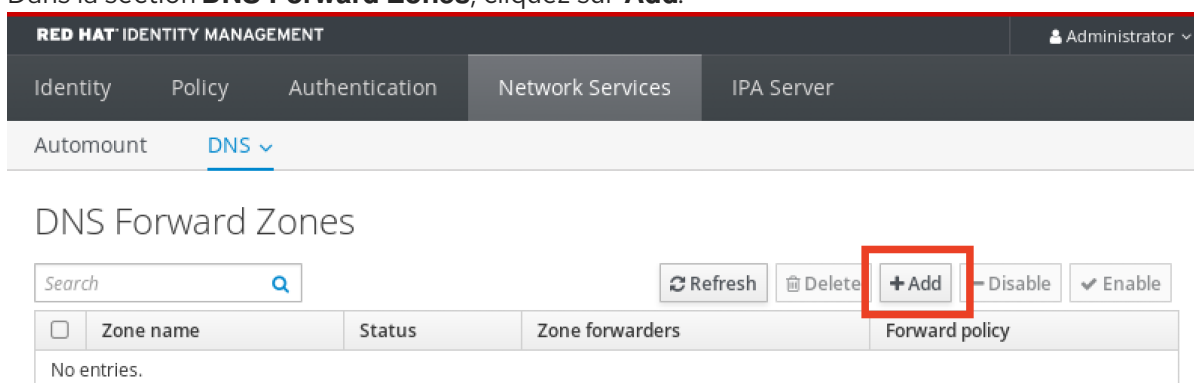 Dans la section DNS Forward Zones, cliquez sur Add.
RED HAT® IDENTITY MANAGEMENT Administrator
Identity Policy Authentication Network Services IPA Server
Automount DNS
DNS Forward Zones
Search Refresh Delete Add Disable Enable
Zone name Status Zone forwarders Forward policy
No entries.